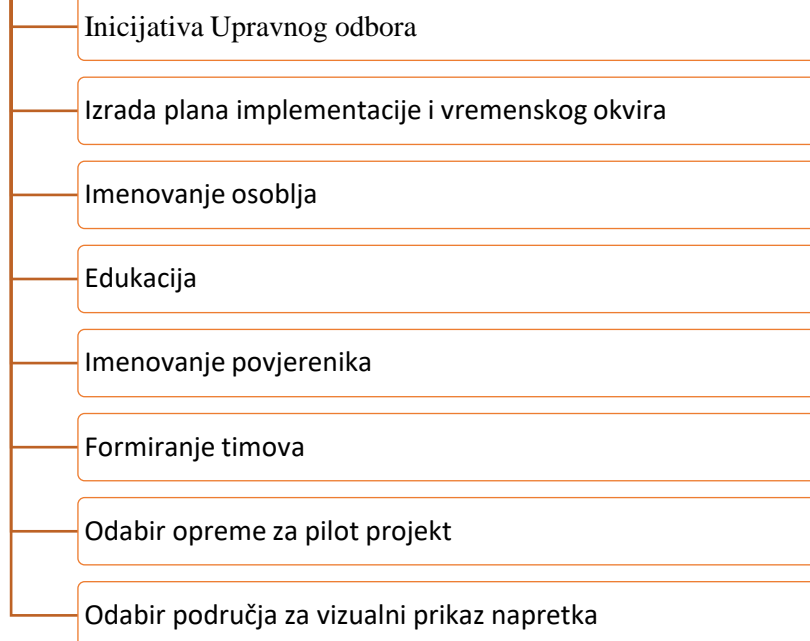 Inicijativa Upravnog odbora
Izrada plana implementacije i vremenskog okvira
Imenovanje osoblja
Edukacija
Imenovanje povjerenika
Formiranje timova
Odabir opreme za pilot projekt
Odabir područja za vizualni prikaz napretka